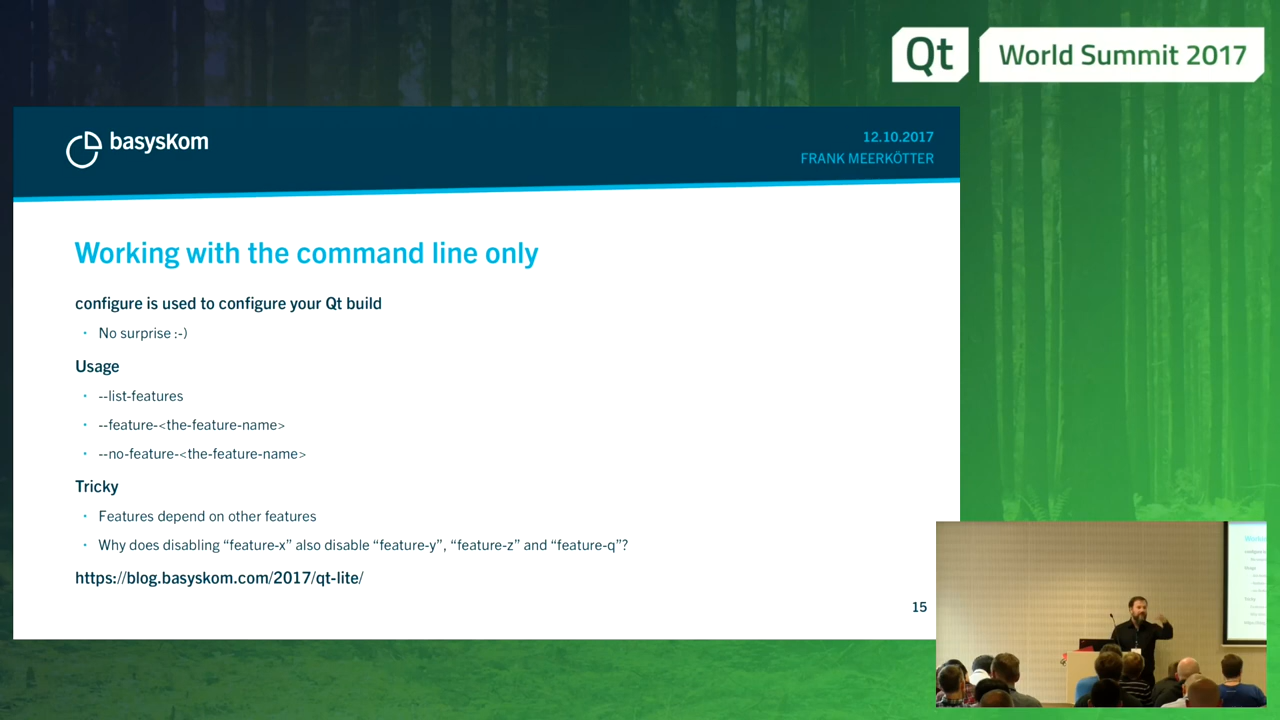 Qt World Summit 2017
basysKom
12.10.2017
FRANK MEERKÖTTER
Working with the command line only
configure is used to configure your Qt build
• No surprise :-)
Usage
• --list-features
• --feature-<the-feature-name>
• --no-feature-<the-feature-name>
Tricky
• Features depend on other features
• Why does disabling “feature-x” also disable “feature-y”, “feature-z” and “feature-q”?
https://blog.basyskom.com/2017/qt-lite/
15